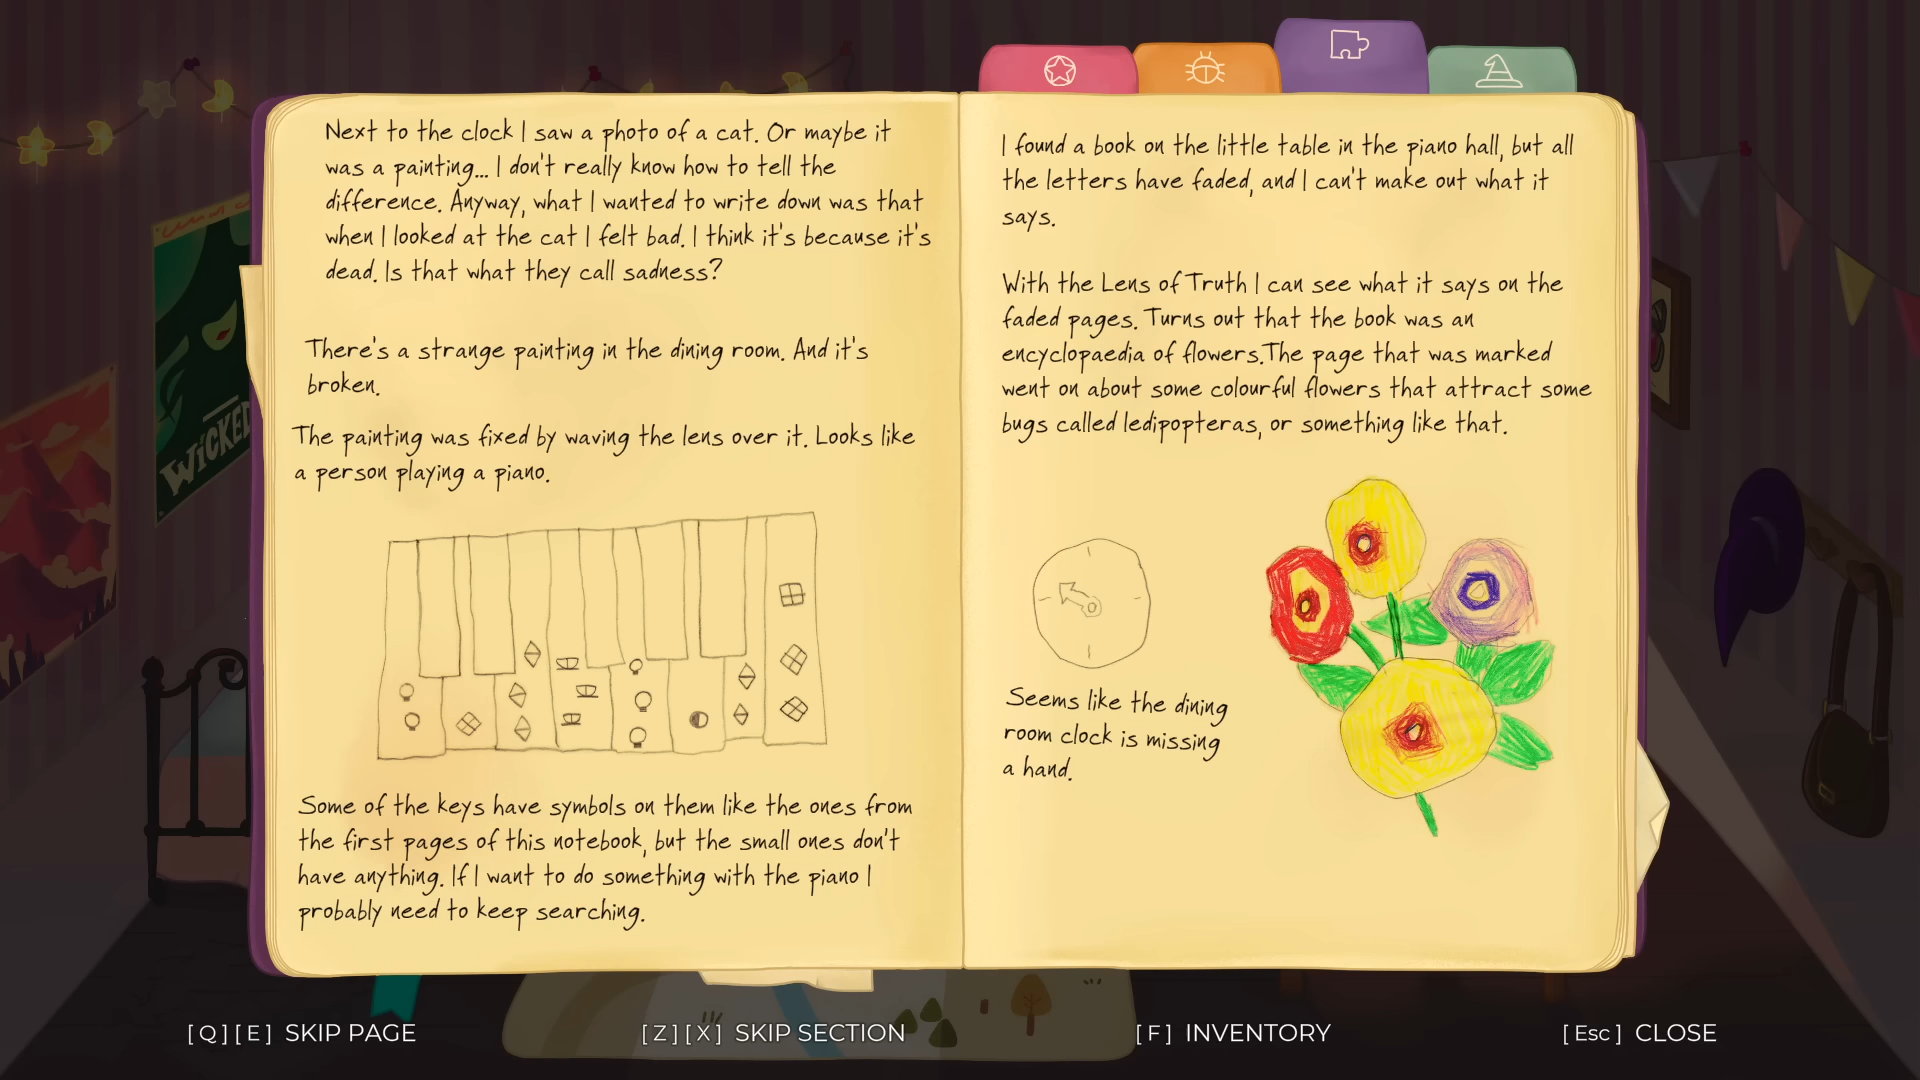 Next to the clock I saw a photo of a cat. Or maybe it
was a painting... I don't really know how to tell the
difference. Anyway, what I wanted to write down was that
when I looked at the cat I felt bad. I think it's because it's
dead. Is that what they call sadness?
There's a strange painting in the dining room. And it's
broken.
The painting was fixed by waving the lens over it. Looks like
a person playing a piano.
Some of the keys have symbols on them like the ones from
the first pages of this notebook, but the small ones don't
have anything. If I want to do something with the piano I
probably need to keep searching.
I found a book on the little table in the piano hall, but all
the letters have faded, and I can't make out what it
says.
With the Lens of Truth I can see what it says on the
faded pages. Turns out that the book was an
encyclopaedia of flowers.The page that was marked
went on about some colourful flowers that attract some
bugs called ledipopteras, or something like that.
Seems like the dining
room clock is missing
a hand.
WICKED
[Q][E] SKIP PAGE
[Z][X] SKIP SECTION
[F] INVENTORY
[Esc] CLOSE